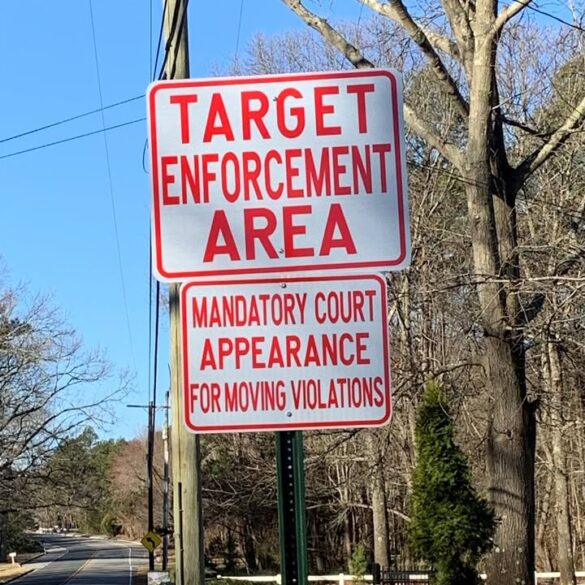 TARGET
ENFORCEMENT
AREA
MANDATORY COURT
APPEARANCE
FOR MOVING VIOLATIONS